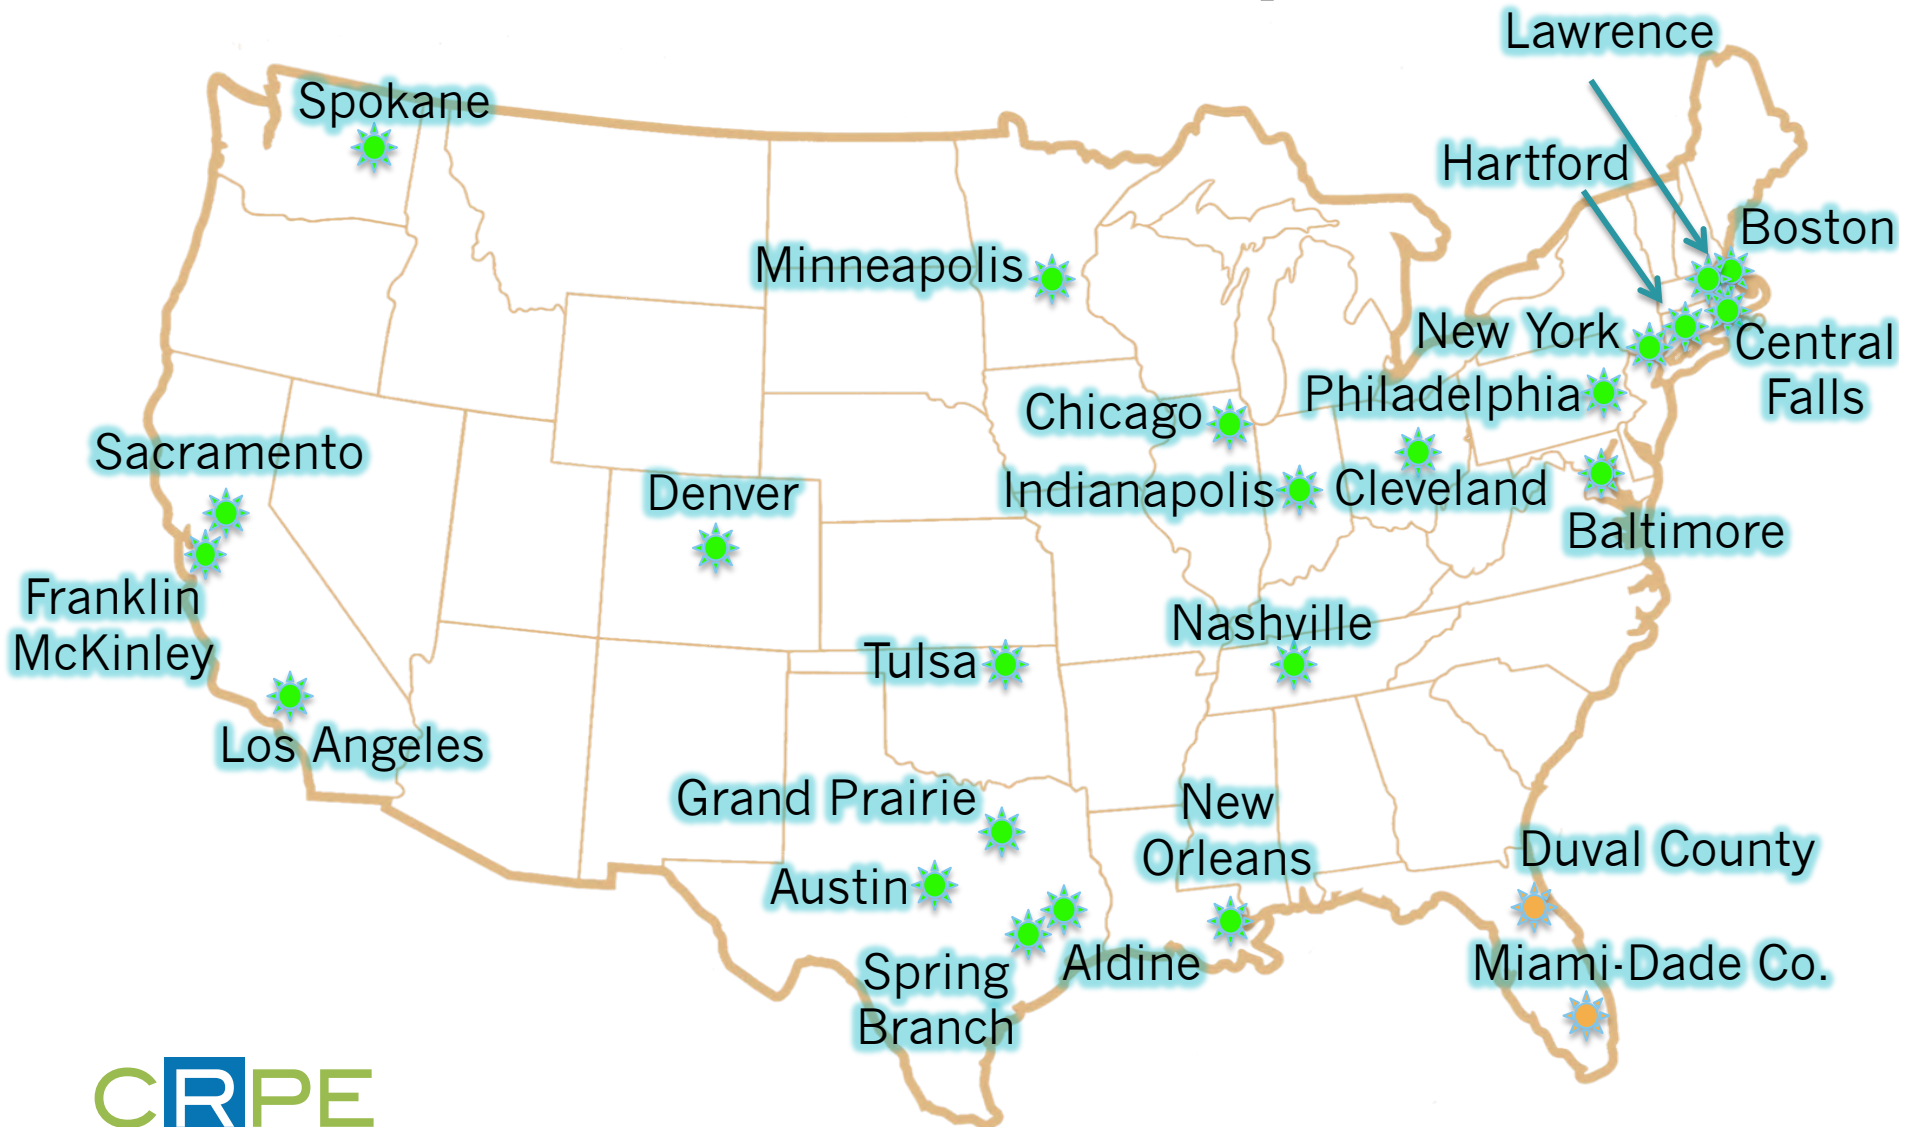 Lawrence
Spokane
Hartford
Boston
Minneapolis
New York
Central
Falls
Philadelphia
Chicago
Sacramento
Denver
Indianapolis
Cleveland
Baltimore
Franklin
McKinley
Nashville
Tulsa
Los Angeles
Grand Prairie
New
Orleans
Duval County
Austin
Spring
Branch
Aldine
Miami-Dade Co.
CRPE